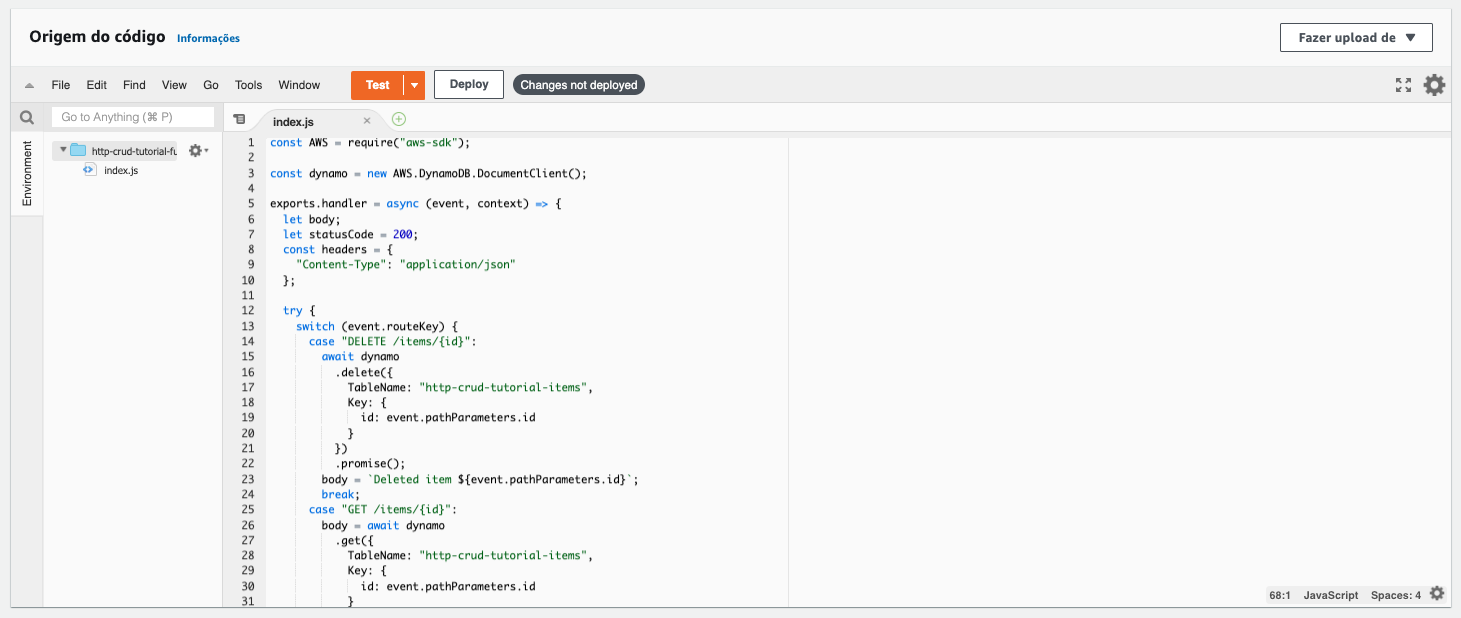 Origem do código Informações
Fazer upload de
File Edit Find View Go Tools Window Test Deploy Changes not deployed
Go to Anything (⌘ P)
index.js
Environment
http-crud-tutorial-fu
index.js
1 const AWS = require("aws-sdk");
2
3 const dynamo = new AWS.DynamoDB.DocumentClient();
4
5 exports.handler = async (event, context) => {
6 let body;
7 let statusCode = 200;
8 const headers = {
9 "Content-Type": "application/json"
10 };
11
12 try {
13 switch (event.routeKey) {
14 case "DELETE /items/{id}":
15 await dynamo
16 .delete({
17 TableName: "http-crud-tutorial-items",
18 Key: {
19 id: event.pathParameters.id
20 }
21 })
22 .promise();
23 body = `Deleted item ${event.pathParameters.id}`;
24 break;
25 case "GET /items/{id}":
26 body = await dynamo
27 .get({
28 TableName: "http-crud-tutorial-items",
29 Key: {
30 id: event.pathParameters.id
31 }
68:1 JavaScript Spaces: 4